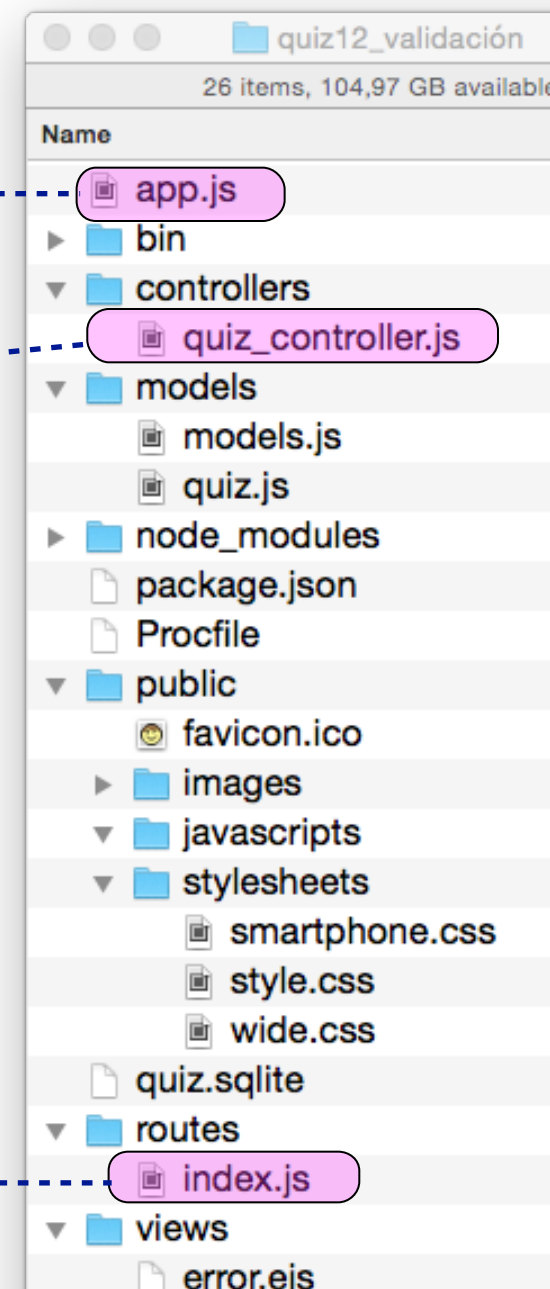 quiz12_validación
26 items, 104,97 GB available
Name
app.js
bin
controllers
quiz_controller.js
models
models.js
quiz.js
node_modules
package.json
Procfile
public
favicon.ico
images
javascripts
stylesheets
smartphone.css
style.css
wide.css
quiz.sqlite
routes
index.js
views
error.ejs